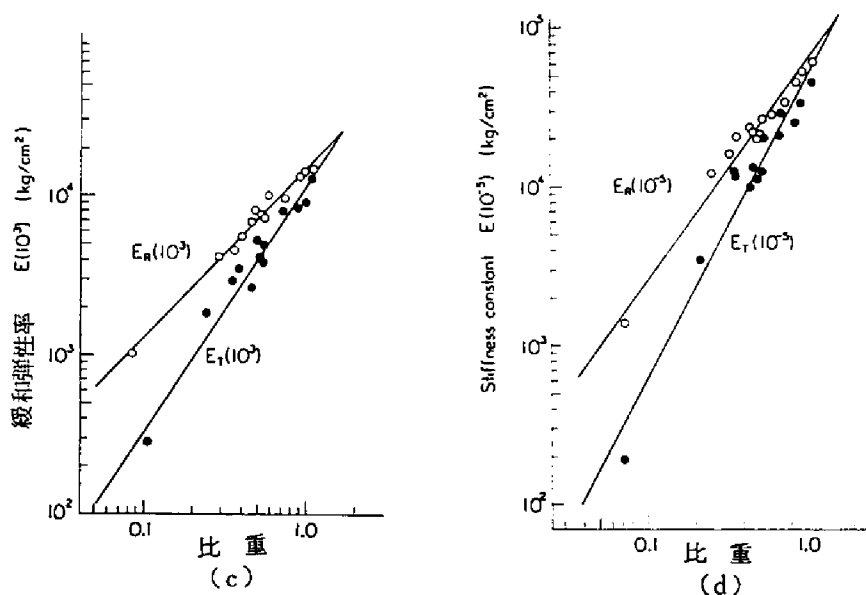 緩和弾性率 E(10³) (kg/cm²)
10⁴
10³
10²
E_R(10³)
E_T(10³)
0.1
1.0
比重
(c)
Stiffness constant E(10⁻⁵) (kg/cm²)
10⁵
10⁴
10³
10²
E_R(10⁻⁵)
E_T(10⁻⁵)
0.1
1.0
比重
(d)